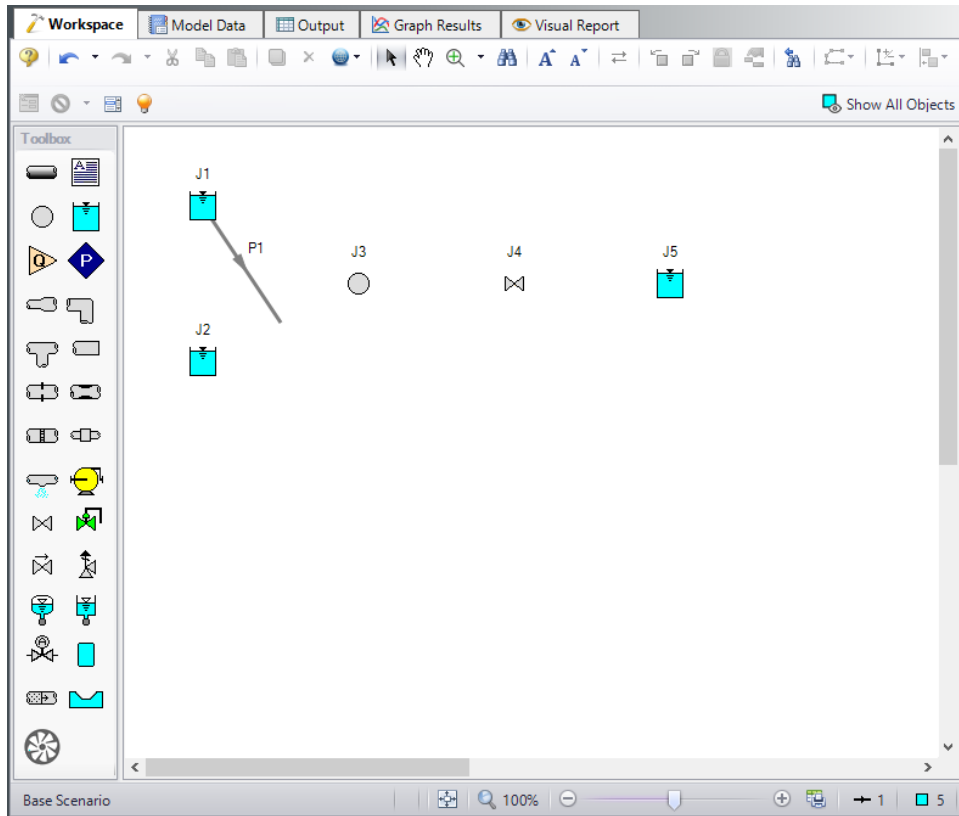 Workspace Model Data Output Graph Results Visual Report
A A
Show All Objects
Toolbox
A
Q P
A
J1
P1
J3 J4 J5
J2
Base Scenario 100% 1 5